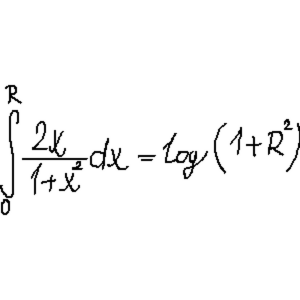 ∫₀ᴿ 2x/(1+x²) dx = log(1+R²)